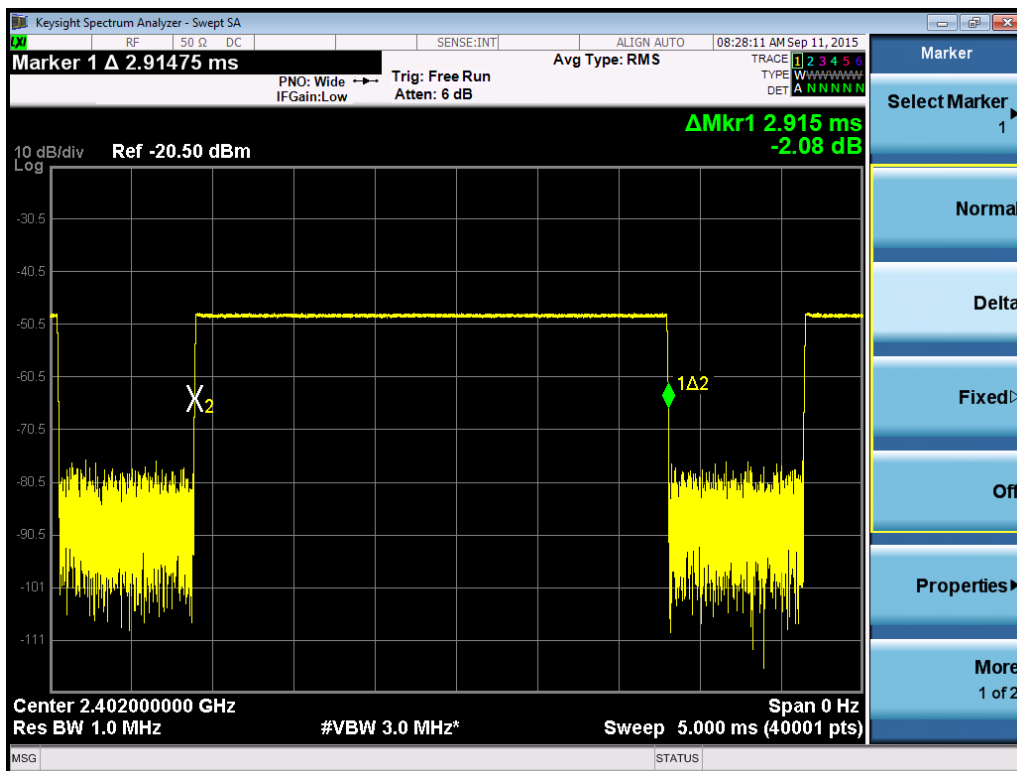 Keysight Spectrum Analyzer - Swept SA
LXI RF 50 Ω DC SENSE:INT ALIGN AUTO 08:28:11 AM Sep 11, 2015
Marker 1 Δ 2.91475 ms
PNO: Wide
IFGain:Low
Trig: Free Run
Atten: 6 dB
Avg Type: RMS
TRACE 1 2 3 4 5 6
TYPE WWWWWW
DET A N N N N N
ΔMkr1 2.915 ms
-2.08 dB
10 dB/div Ref -20.50 dBm
Log
-30.5
-40.5
-50.5
-60.5
-70.5
-80.5
-90.5
-101
-111
X2
1Δ2
Center 2.402000000 GHz Span 0 Hz
Res BW 1.0 MHz #VBW 3.0 MHz* Sweep 5.000 ms (40001 pts)
MSG STATUS
Marker
Select Marker
1
Normal
Delta
Fixed
Off
Properties
More
1 of 2